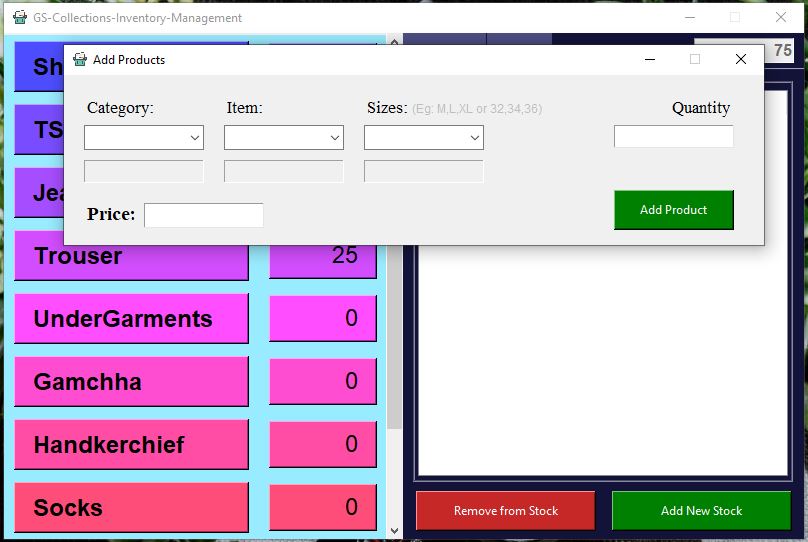 GS-Collections-Inventory-Management
75
Add Products
Category:
Item:
Sizes: (Eg: M,L,XL or 32,34,36)
Quantity
Price:
Add Product
Sh
TS
Jea
Trouser 25
UnderGarments 0
Gamchha 0
Handkerchief 0
Socks 0
Remove from Stock
Add New Stock